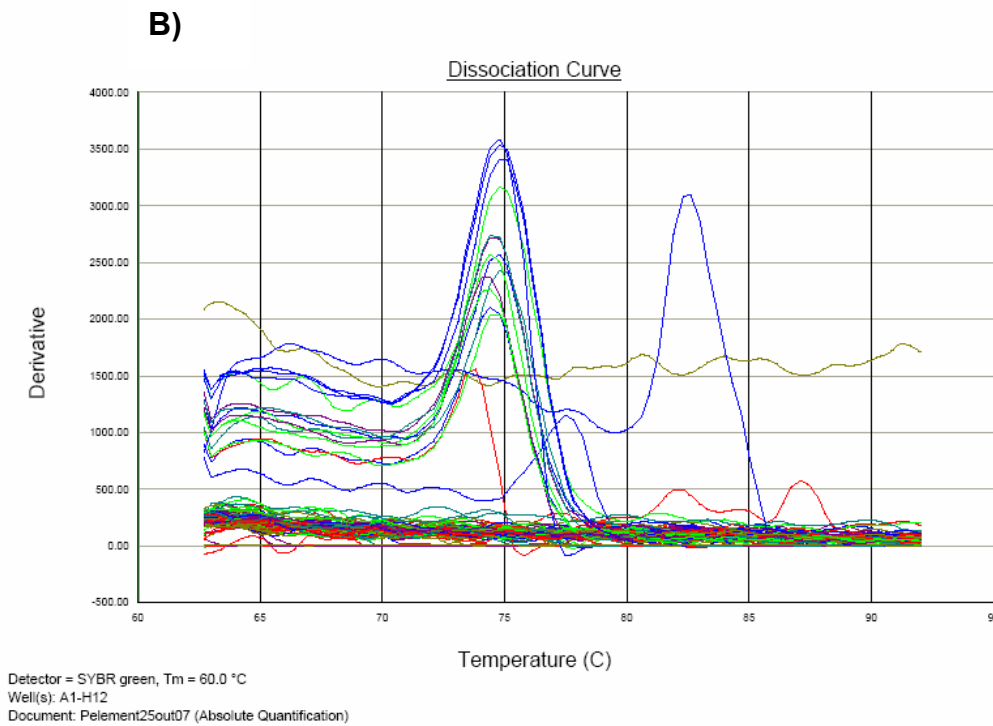 B)
Dissociation Curve
4000.00
3500.00
3000.00
2500.00
2000.00
1500.00
1000.00
500.00
0.00
-500.00
Derivative
60 65 70 75 80 85 90 9
Temperature (C)
Detector = SYBR green, Tm = 60.0 °C
Well(s): A1-H12
Document: Pelement25out07 (Absolute Quantification)